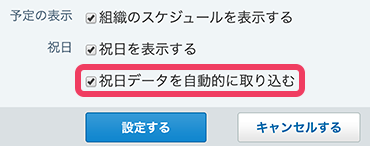 予定の表示 組織のスケジュールを表示する
祝日 祝日を表示する
祝日データを自動的に取り込む
設定する キャンセルする